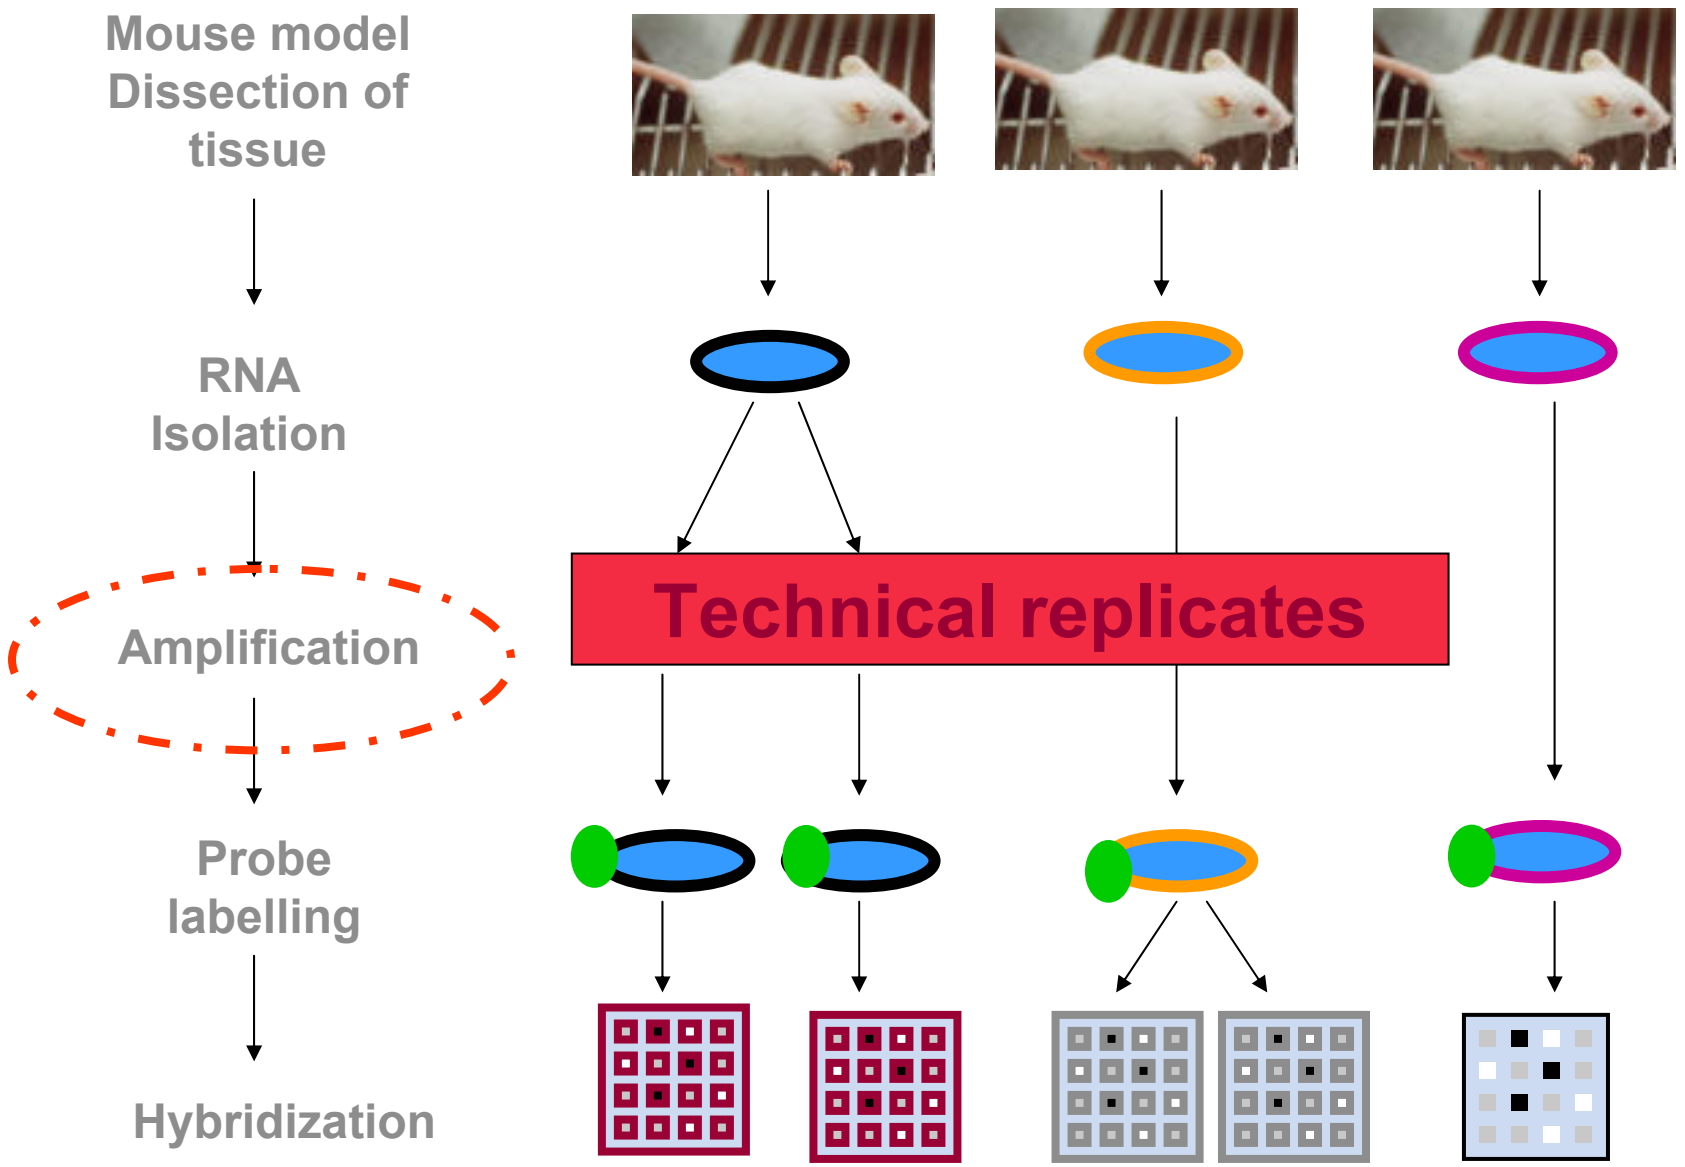 Mouse model
Dissection of
tissue
RNA
Isolation
Technical replicates
Amplification
Probe
labelling
Hybridization